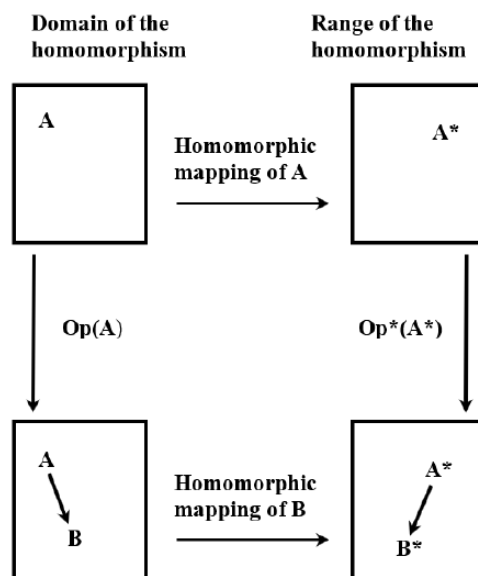 Domain of the
homomorphism
Range of the
homomorphism
A
A*
Homomorphic
mapping of A
Op(A)
Op*(A*)
A
B
Homomorphic
mapping of B
A*
B*